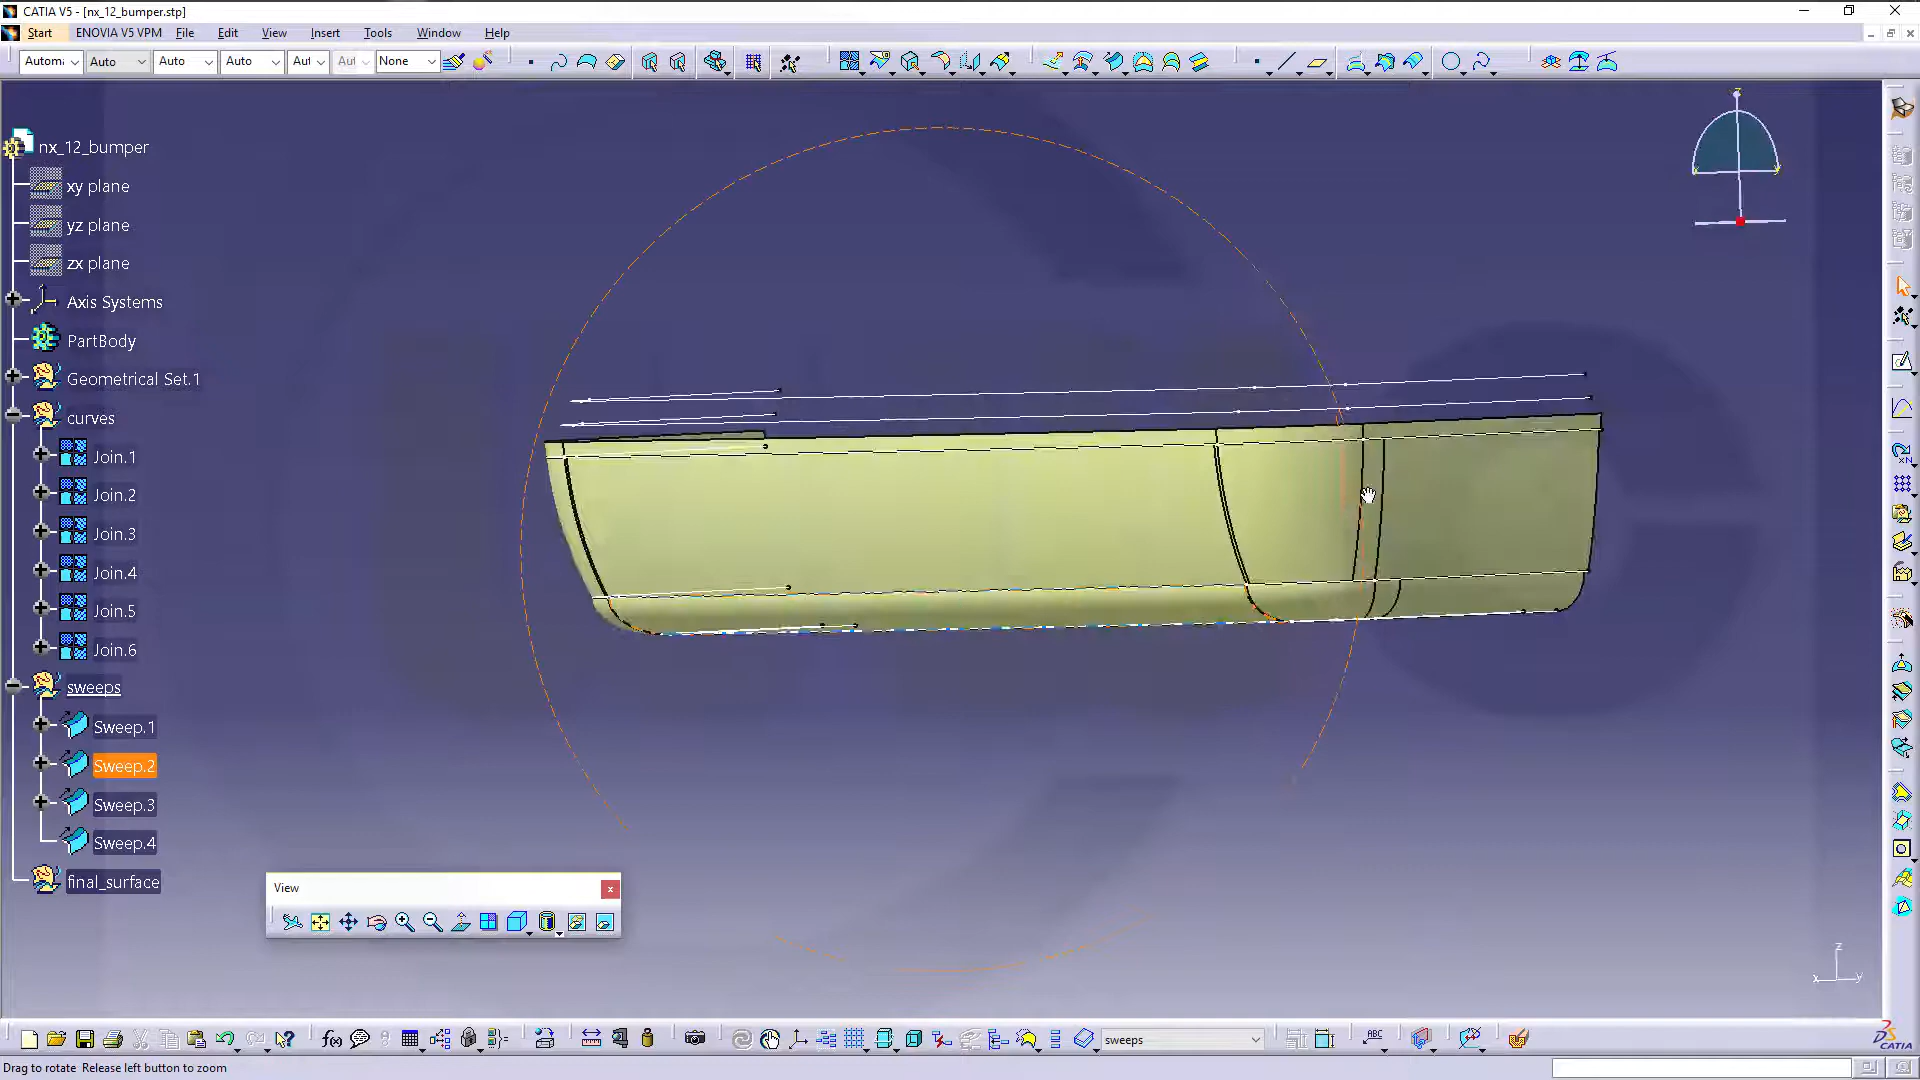 CATIA V5 - [nx_12_bumper.stp]
Start ENOVIA V5 VPM File Edit View Insert Tools Window Help
Automa Auto Auto Auto Aut Aut None
nx_12_bumper
xy plane
yz plane
zx plane
Axis Systems
PartBody
Geometrical Set.1
curves
Join.1
Join.2
Join.3
Join.4
Join.5
Join.6
sweeps
Sweep.1
Sweep.2
Sweep.3
Sweep.4
final_surface
View
z
x y
sweeps
CATIA
Drag to rotate Release left button to zoom